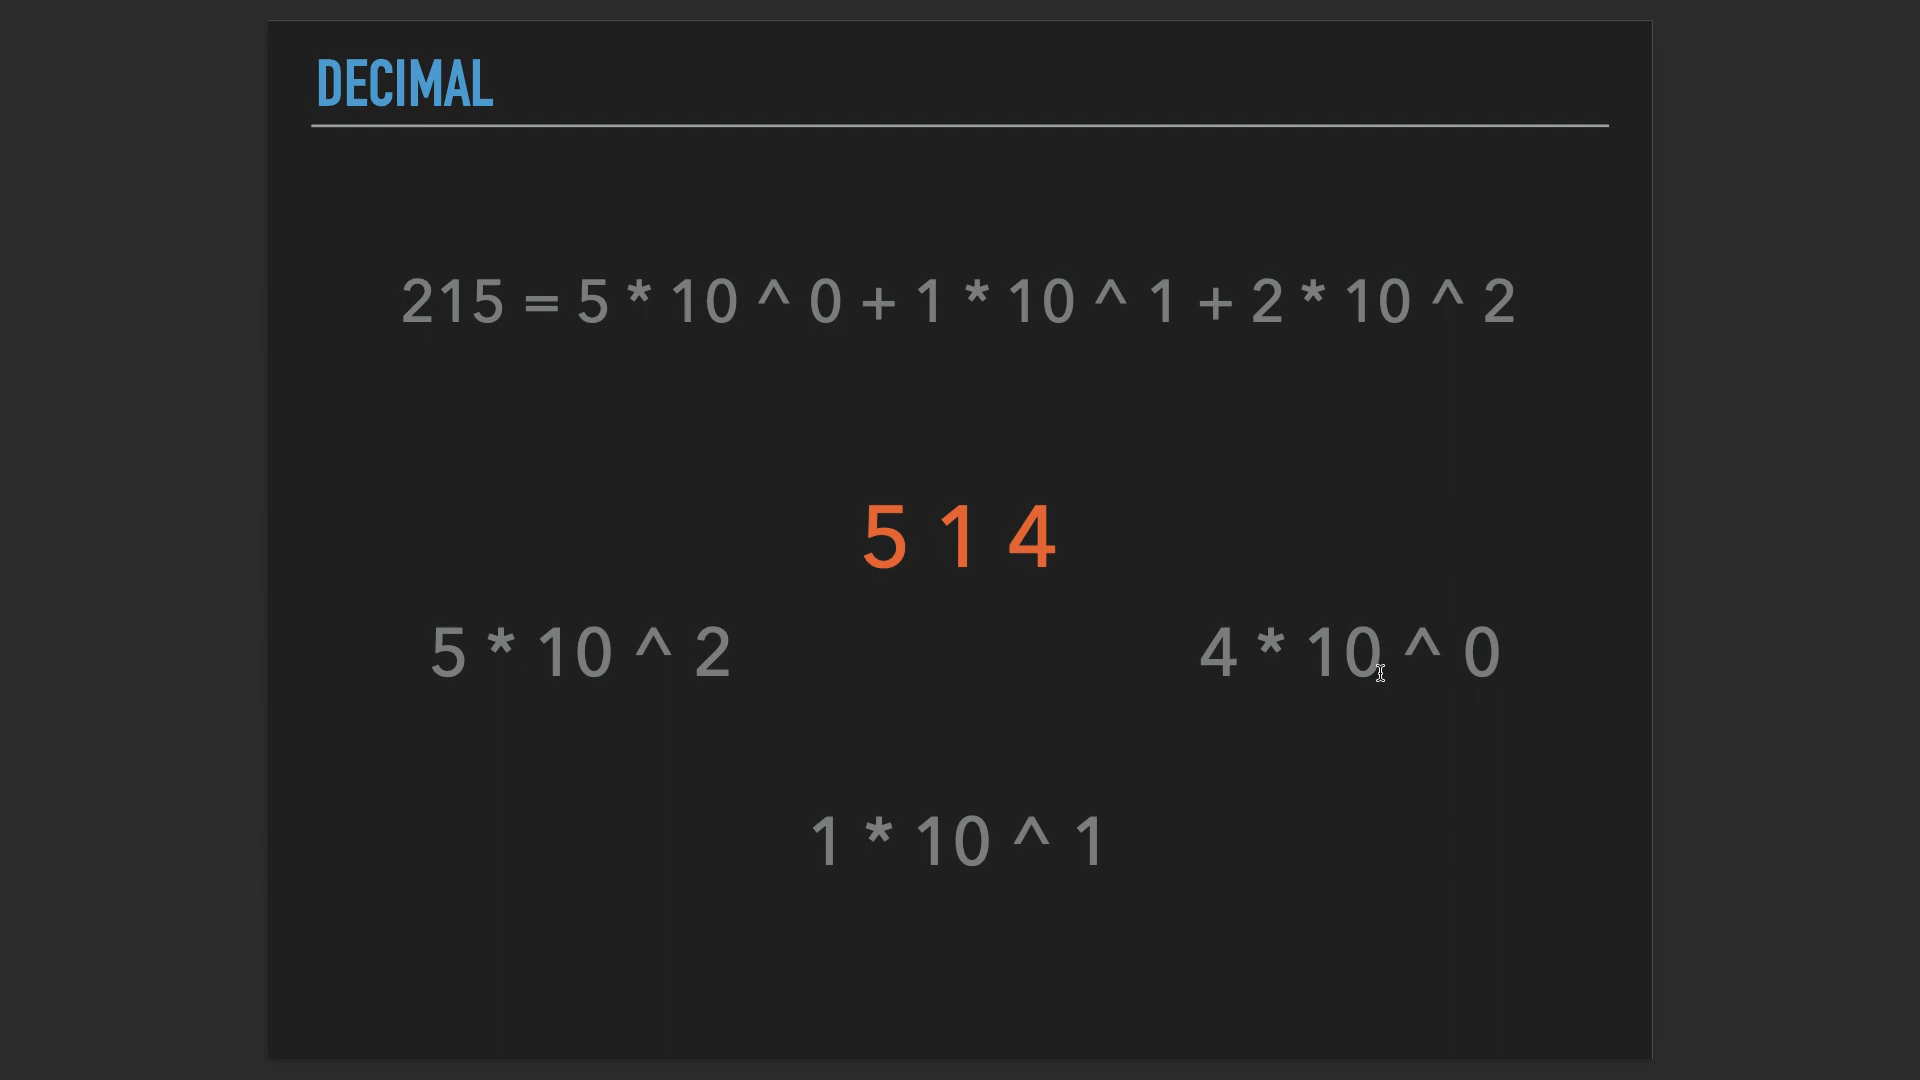 DECIMAL
215 = 5 * 10 ^ 0 + 1 * 10 ^ 1 + 2 * 10 ^ 2
5 1 4
5 * 10 ^ 2
4 * 10 ^ 0
1 * 10 ^ 1